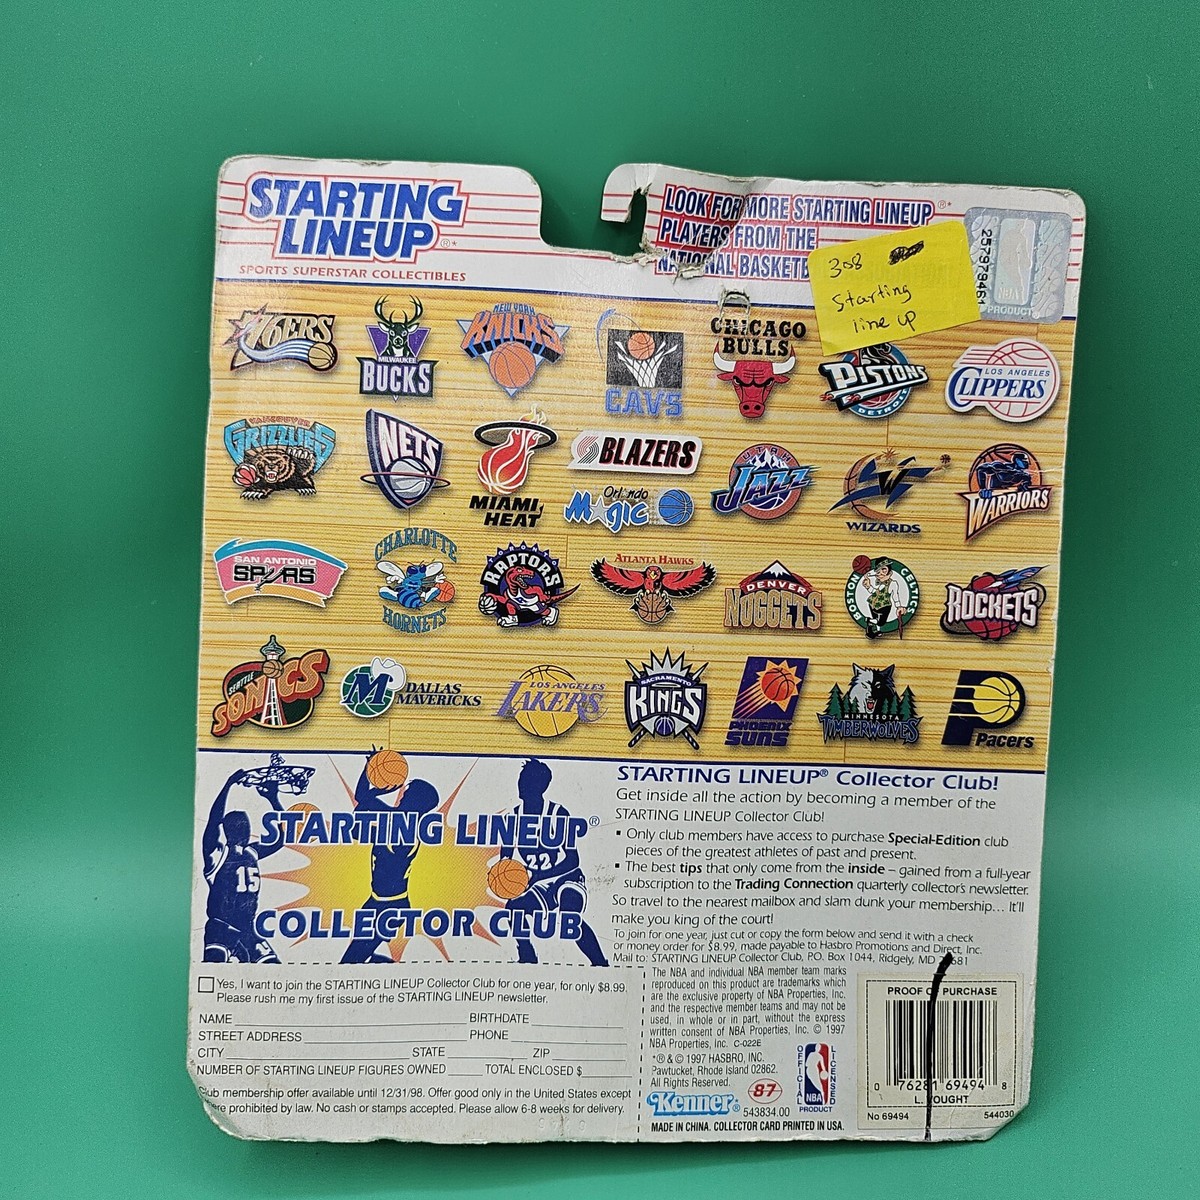 STARTING
LINEUP®*
SPORTS SUPERSTAR COLLECTIBLES
LOOK FOR MORE STARTING LINEUP®*
PLAYERS FROM THE
NATIONAL
308
Starting
line up
NBA
PRODUCT
76ERS
MILWAUKEE
BUCKS
NEW YORK
KNICKS
CAVS
CHICAGO
BULLS
PISTONS
DETROIT
LOS ANGELES
CLIPPERS
VANCOUVER
GRIZZLIES
NETS
MIAMI
HEAT
BLAZERS
Orlando
Magic
UTAH
JAZZ
W
WIZARDS
WARRIORS
SAN ANTONIO
SPURS
CHARLOTTE
HORNETS
TORONTO
RAPTORS
ATLANTA HAWKS
DENVER
NUGGETS
BOSTON CELTICS
ROCKETS
SEATTLE
SONICS
M DALLAS
MAVERICKS
LOS ANGELES
LAKERS
SACRAMENTO
KINGS
PHOENIX
SUNS
MINNESOTA
TIMBERWOLVES
Pacers
STARTING LINEUP®
15
22
COLLECTOR CLUB
STARTING LINEUP® Collector Club!
Get inside all the action by becoming a member of the
STARTING LINEUP Collector Club!
▪ Only club members have access to purchase Special-Edition club
pieces of the greatest athletes of past and present.
▪ The best tips that only come from the inside – gained from a full-year
subscription to the Trading Connection quarterly collector's newsletter.
So travel to the nearest mailbox and slam dunk your membership... It'll
make you king of the court!
To join for one year, just cut or copy the form below and send it with a check
or money order for $8.99, made payable to Hasbro Promotions and Direct, Inc.
Mail to: STARTING LINEUP Collector Club, P.O. Box 1044, Ridgely, MD 681
Yes, I want to join the STARTING LINEUP Collector Club for one year, for only $8.99.
Please rush me my first issue of the STARTING LINEUP newsletter.
NAME BIRTHDATE
STREET ADDRESS PHONE
CITY STATE ZIP
NUMBER OF STARTING LINEUP FIGURES OWNED TOTAL ENCLOSED $
membership offer available until 12/31/98. Offer good only in the United States except
prohibited by law. No cash or stamps accepted. Please allow 6-8 weeks for delivery.
The NBA and individual NBA member team marks
reproduced on this product are trademarks which
are the exclusive property of NBA Properties, Inc.
and the respective member teams and may not be
used, in whole or in part, without the express
written consent of NBA Properties, Inc. © 1997
NBA Properties, Inc. C-022E
*® & © 1997 HASBRO, INC.
Pawtucket, Rhode Island 02862.
All Rights Reserved.
87
Kenner®
543834.00
MADE IN CHINA. COLLECTOR CARD PRINTED IN USA.
OFFICIAL
LICENSED
NBA
PRODUCT
PROOF OF PURCHASE
0 76281 69494 8
L. VOUGHT
No 69494
544030